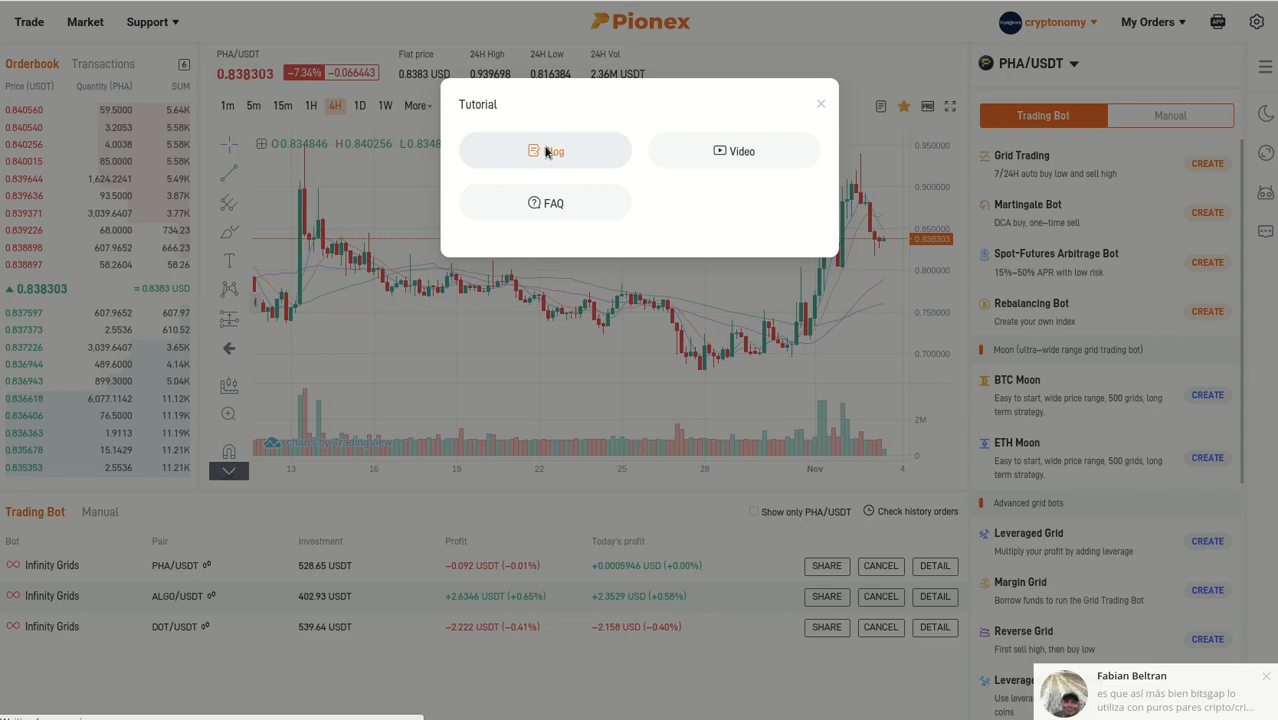 Trade Market Support Pionex cryptonomy My Orders APP
Orderbook Transactions 6
Price (USDT) Quantity (PHA) SUM
0.840560 59.5000 5.64K
0.840540 3.2053 5.58K
0.840256 4.0038 5.58K
0.840162 85.0000 5.58K
0.839644 1,624.2241 5.49K
0.839636 93.5000 3.87K
0.839371 3,039.6407 3.77K
0.839226 68.0000 734.23
0.838898 607.9652 666.23
0.838897 58.2604 58.26
0.838303 = 0.8383 USD
0.837597 607.9652 607.97
0.837373 2.5536 610.52
0.837226 3,039.6407 3.65K
0.836944 489.6000 4.14K
0.836943 899.3000 5.04K
0.836618 6,077.1142 11.12K
0.836406 76.5000 11.19K
0.836363 1.9113 11.19K
0.835678 15.1429 11.21K
0.835353 2.5536 11.21K
PHA/USDT Fiat price 24H High 24H Low 24H Vol
0.838303 -7.34% -0.066443 0.8383 USD 0.939698 0.816384 2.36M USDT
1m 5m 15m 1H 4H 1D 1W More PRE
O0.834846 H0.840256 L0.834
0.950000
0.900000
0.850000
0.838303
0.800000
0.750000
0.700000
2M
0
charts by TradingView
13 16 19 22 25 28 Nov 4
Tutorial
Video
FAQ
PHA/USDT
Trading Bot Manual
Grid Trading
7/24H auto buy low and sell high
CREATE
Martingale Bot
DCA buy, one-time sell
CREATE
Spot-Futures Arbitrage Bot
15%-50% APR with low risk
CREATE
Rebalancing Bot
Create your own index
CREATE
Moon (ultra-wide range grid trading bot)
BTC Moon
Easy to start, wide price range, 500 grids, long
term strategy.
CREATE
ETH Moon
Easy to start, wide price range, 500 grids, long
term strategy.
CREATE
Advanced grid bots
Leveraged Grid
Multiply your profit by adding leverage
CREATE
Margin Grid
Borrow funds to run the Grid Trading Bot
CREATE
Reverse Grid
First sell high, then buy low
CREATE
coins
Trading Bot Manual Show only PHA/USDT Check history orders
Bot Pair Investment Profit Today's profit
Infinity Grids PHA/USDT 528.65 USDT -0.092 USDT (-0.01%) +0.0005946 USD (+0.00%) SHARE CANCEL DETAIL
Infinity Grids ALGO/USDT 402.93 USDT +2.6346 USDT (+0.65%) +2.3529 USD (+0.58%) SHARE CANCEL DETAIL
Infinity Grids DOT/USDT 539.64 USDT -2.222 USDT (-0.41%) -2.158 USD (-0.40%) SHARE CANCEL DETAIL
Fabian Beltran
es que así más bien bitsgap lo
utiliza con puros pares cripto/cri...